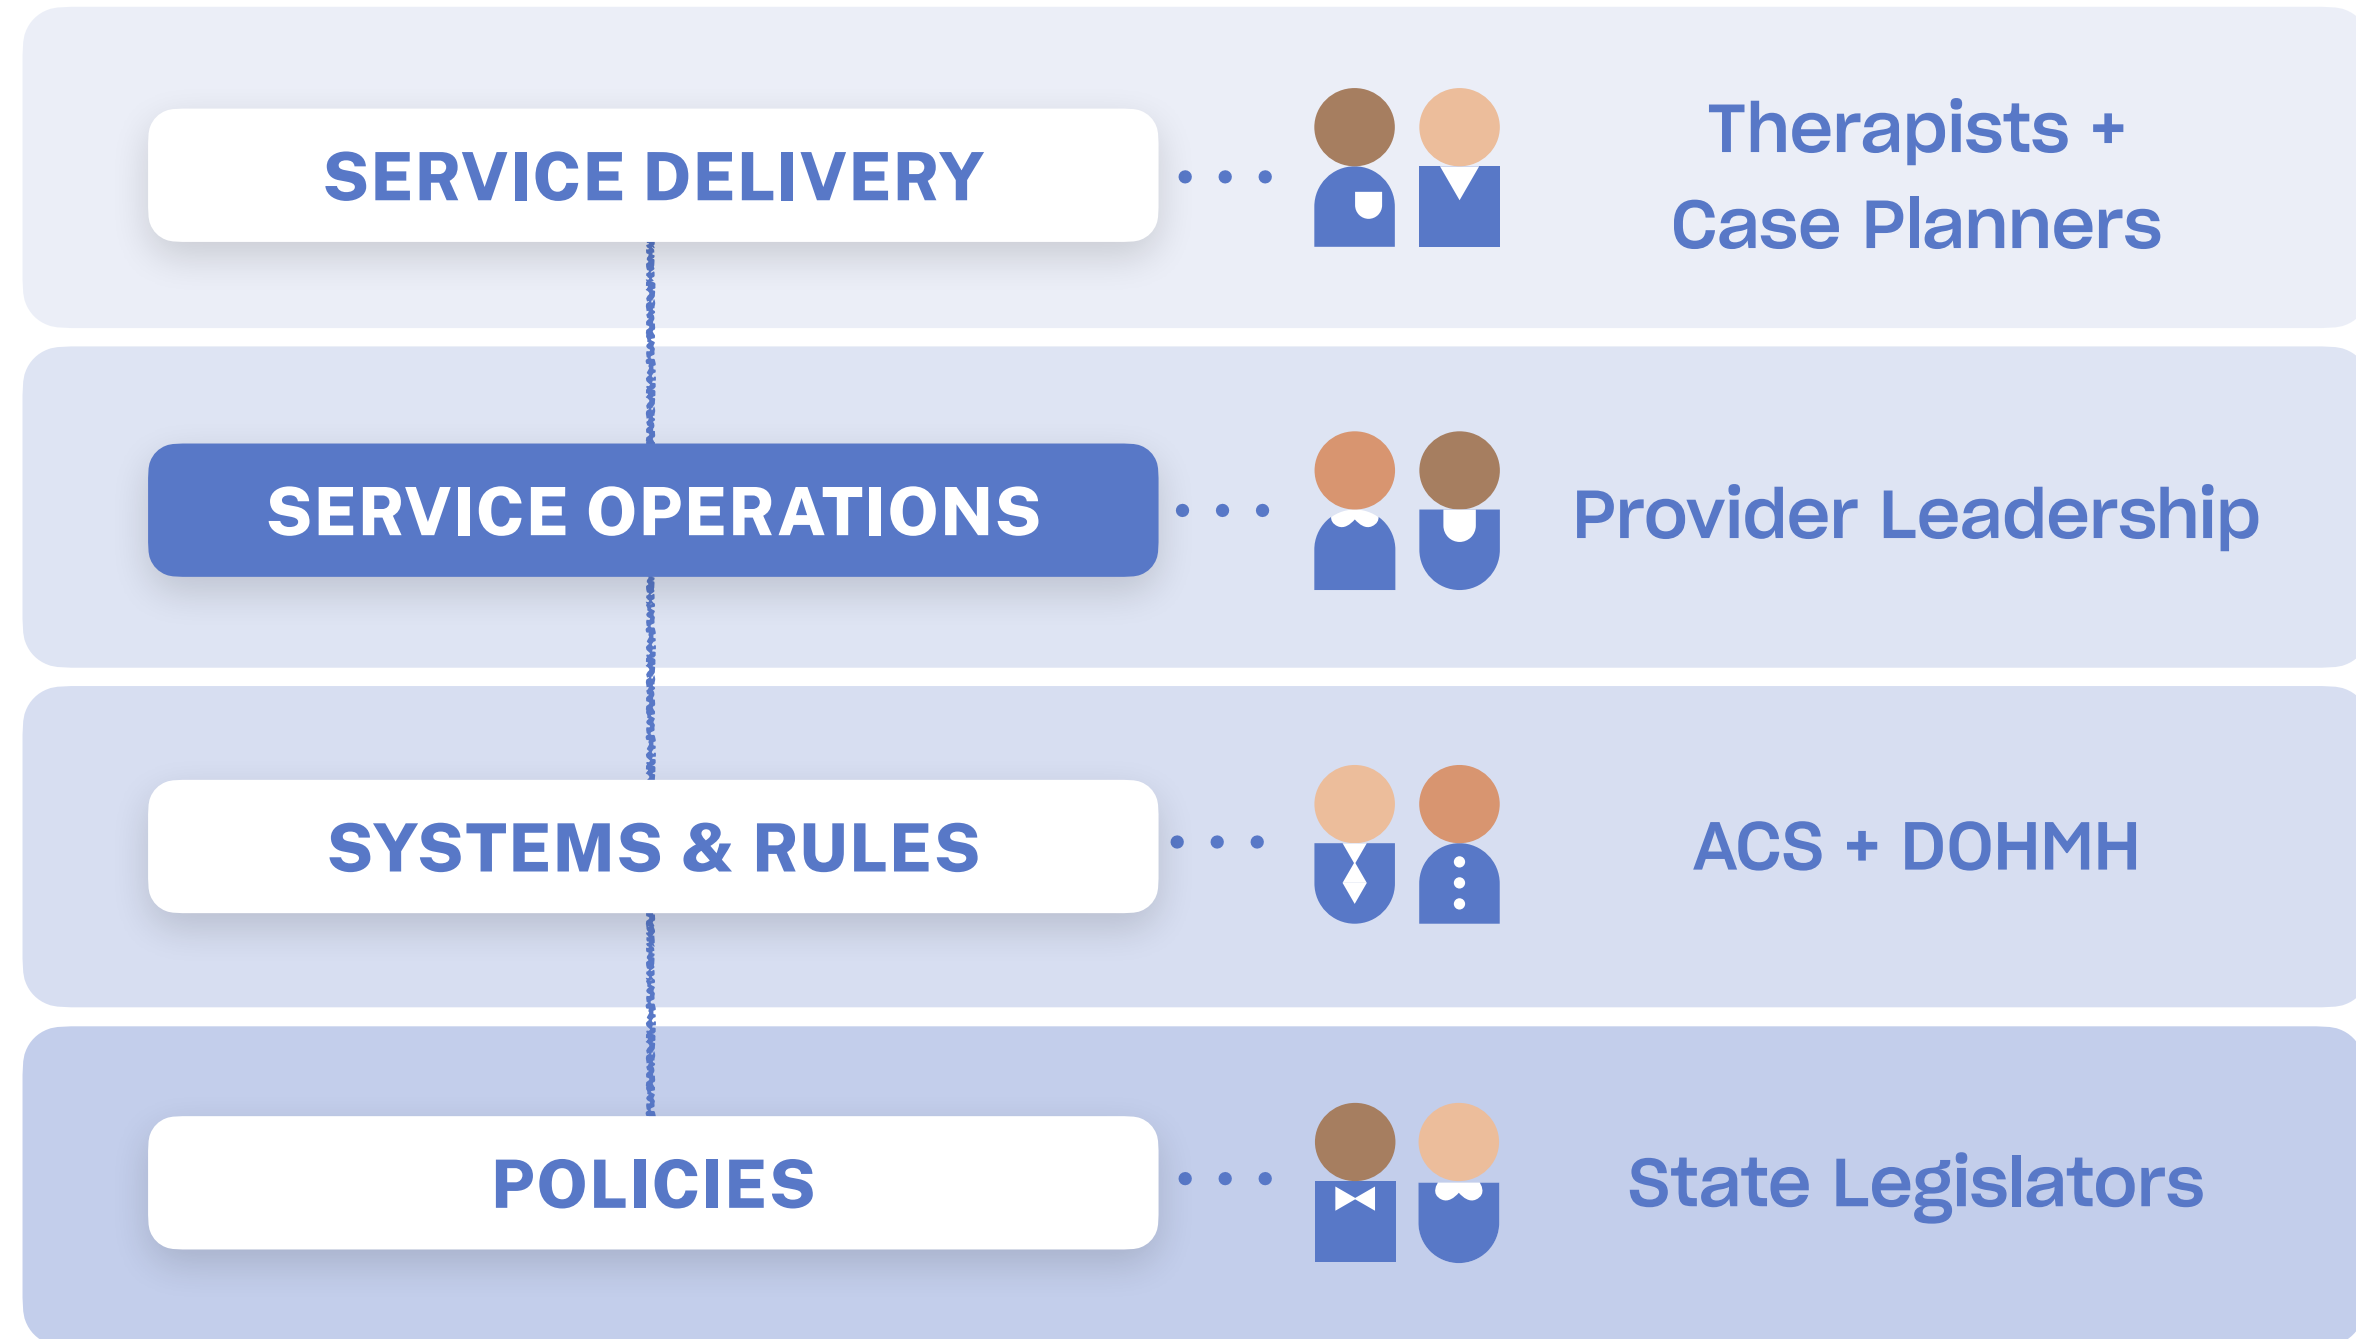 SERVICE DELIVERY
Therapists +
Case Planners
SERVICE OPERATIONS
Provider Leadership
SYSTEMS & RULES
ACS + DOHMH
POLICIES
State Legislators